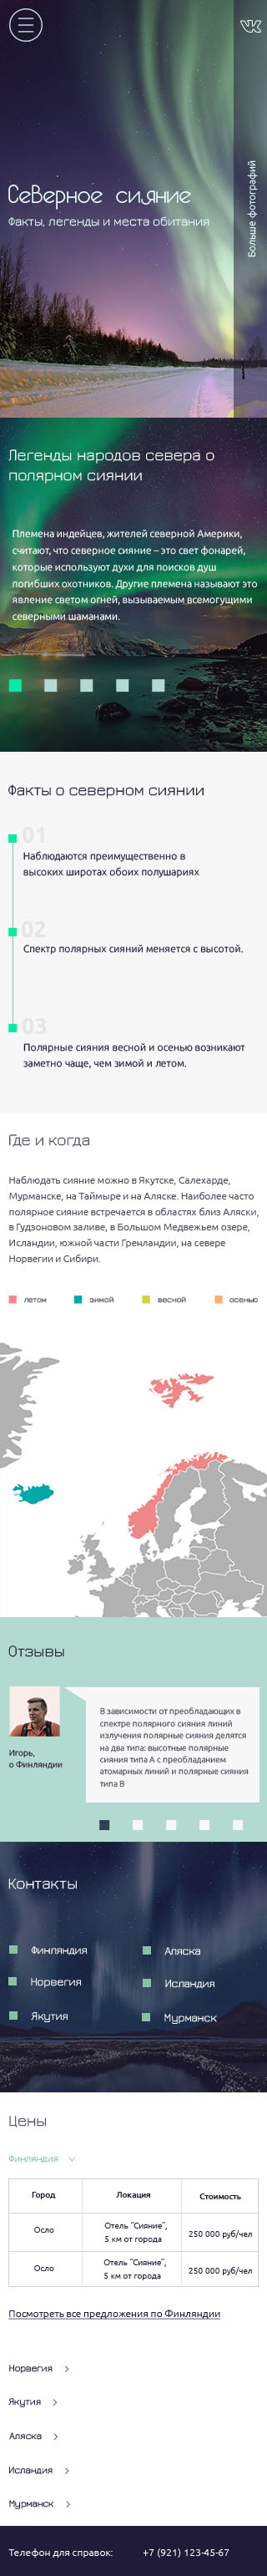 Больше фотографий
Северное сияние
Факты, легенды и места обитания
Легенды народов севера о
полярном сиянии
Племена индейцев, жителей северной Америки,
считают, что северное сияние – это свет фонарей,
которые используют духи для поисков душ
погибших охотников. Другие племена называют это
явление светом огней, вызываемым всемогущими
северными шаманами.
Факты о северном сиянии
01
Наблюдаются преимущественно в
высоких широтах обоих полушариях
02
Спектр полярных сияний меняется с высотой.
03
Полярные сияния весной и осенью возникают
заметно чаще, чем зимой и летом.
Где и когда
Наблюдать сияние можно в Якутске, Салехарде,
Мурманске, на Таймыре и на Аляске. Наиболее часто
полярное сияние встречается в областях близ Аляски,
в Гудзоновом заливе, в Большом Медвежьем озере,
Исландии, южной части Гренландии, на севере
Норвегии и Сибири.
летом зимой весной осенью
Отзывы
В зависимости от преобладающих в
спектре полярного сияния линий
излучения полярные сияния делятся
на два типа: высотные полярные
сияния типа А с преобладанием
атомарных линий и полярные сияния
типа В
Игорь,
о Финляндии
Контакты
Финляндия Аляска
Норвегия Исландия
Якутия Мурманск
Цены
Финляндия
Город Локация Стоимость
Осло Отель "Сияние", 250 000 руб/чел
5 км от города
Осло Отель "Сияние", 250 000 руб/чел
5 км от города
Посмотреть все предложения по Финляндии
Норвегия
Якутия
Аляска
Исландия
Мурманск
Телефон для справок: +7 (921) 123-45-67